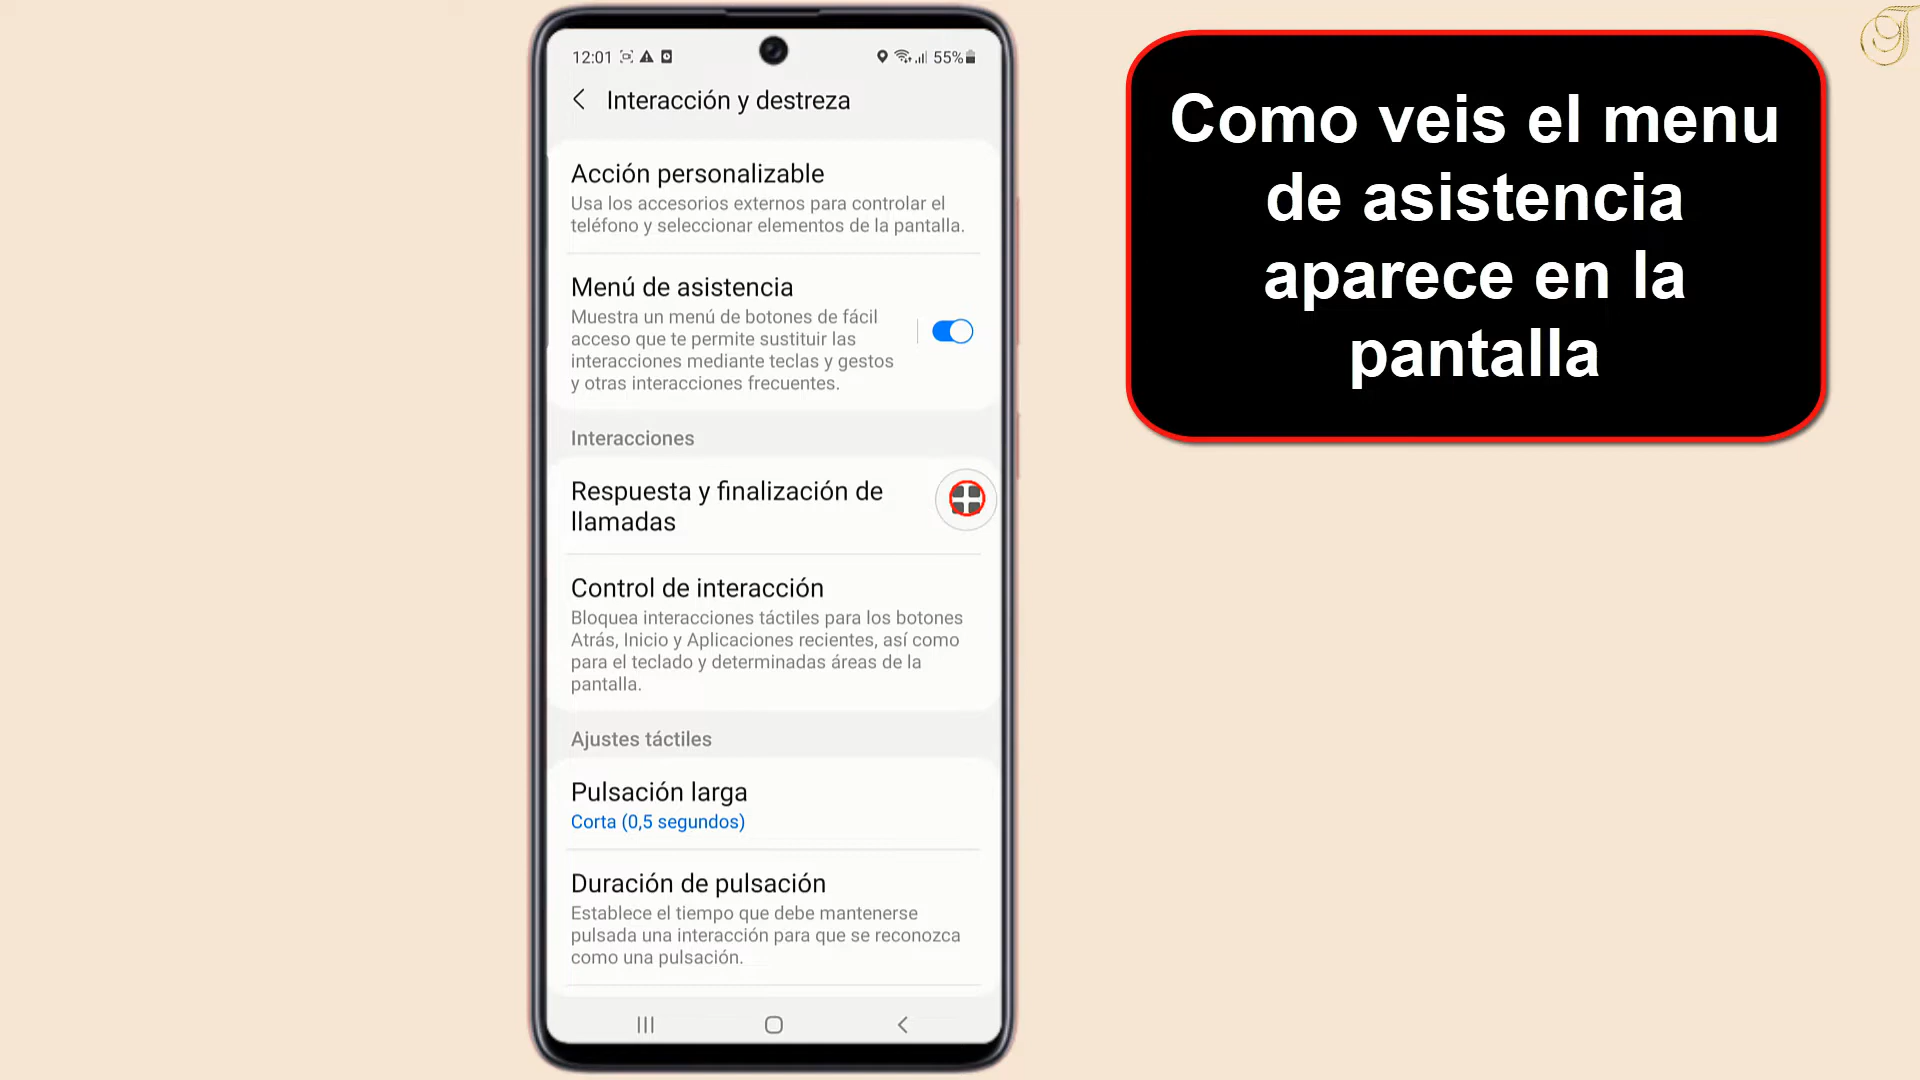 12:01
55%
Interacción y destreza
Acción personalizable
Usa los accesorios externos para controlar el
teléfono y seleccionar elementos de la pantalla.
Menú de asistencia
Muestra un menú de botones de fácil
acceso que te permite sustituir las
interacciones mediante teclas y gestos
y otras interacciones frecuentes.
Interacciones
Respuesta y finalización de
llamadas
Control de interacción
Bloquea interacciones táctiles para los botones
Atrás, Inicio y Aplicaciones recientes, así como
para el teclado y determinadas áreas de la
pantalla.
Ajustes táctiles
Pulsación larga
Corta (0,5 segundos)
Duración de pulsación
Establece el tiempo que debe mantenerse
pulsada una interacción para que se reconozca
como una pulsación.
Como veis el menu
de asistencia
aparece en la
pantalla